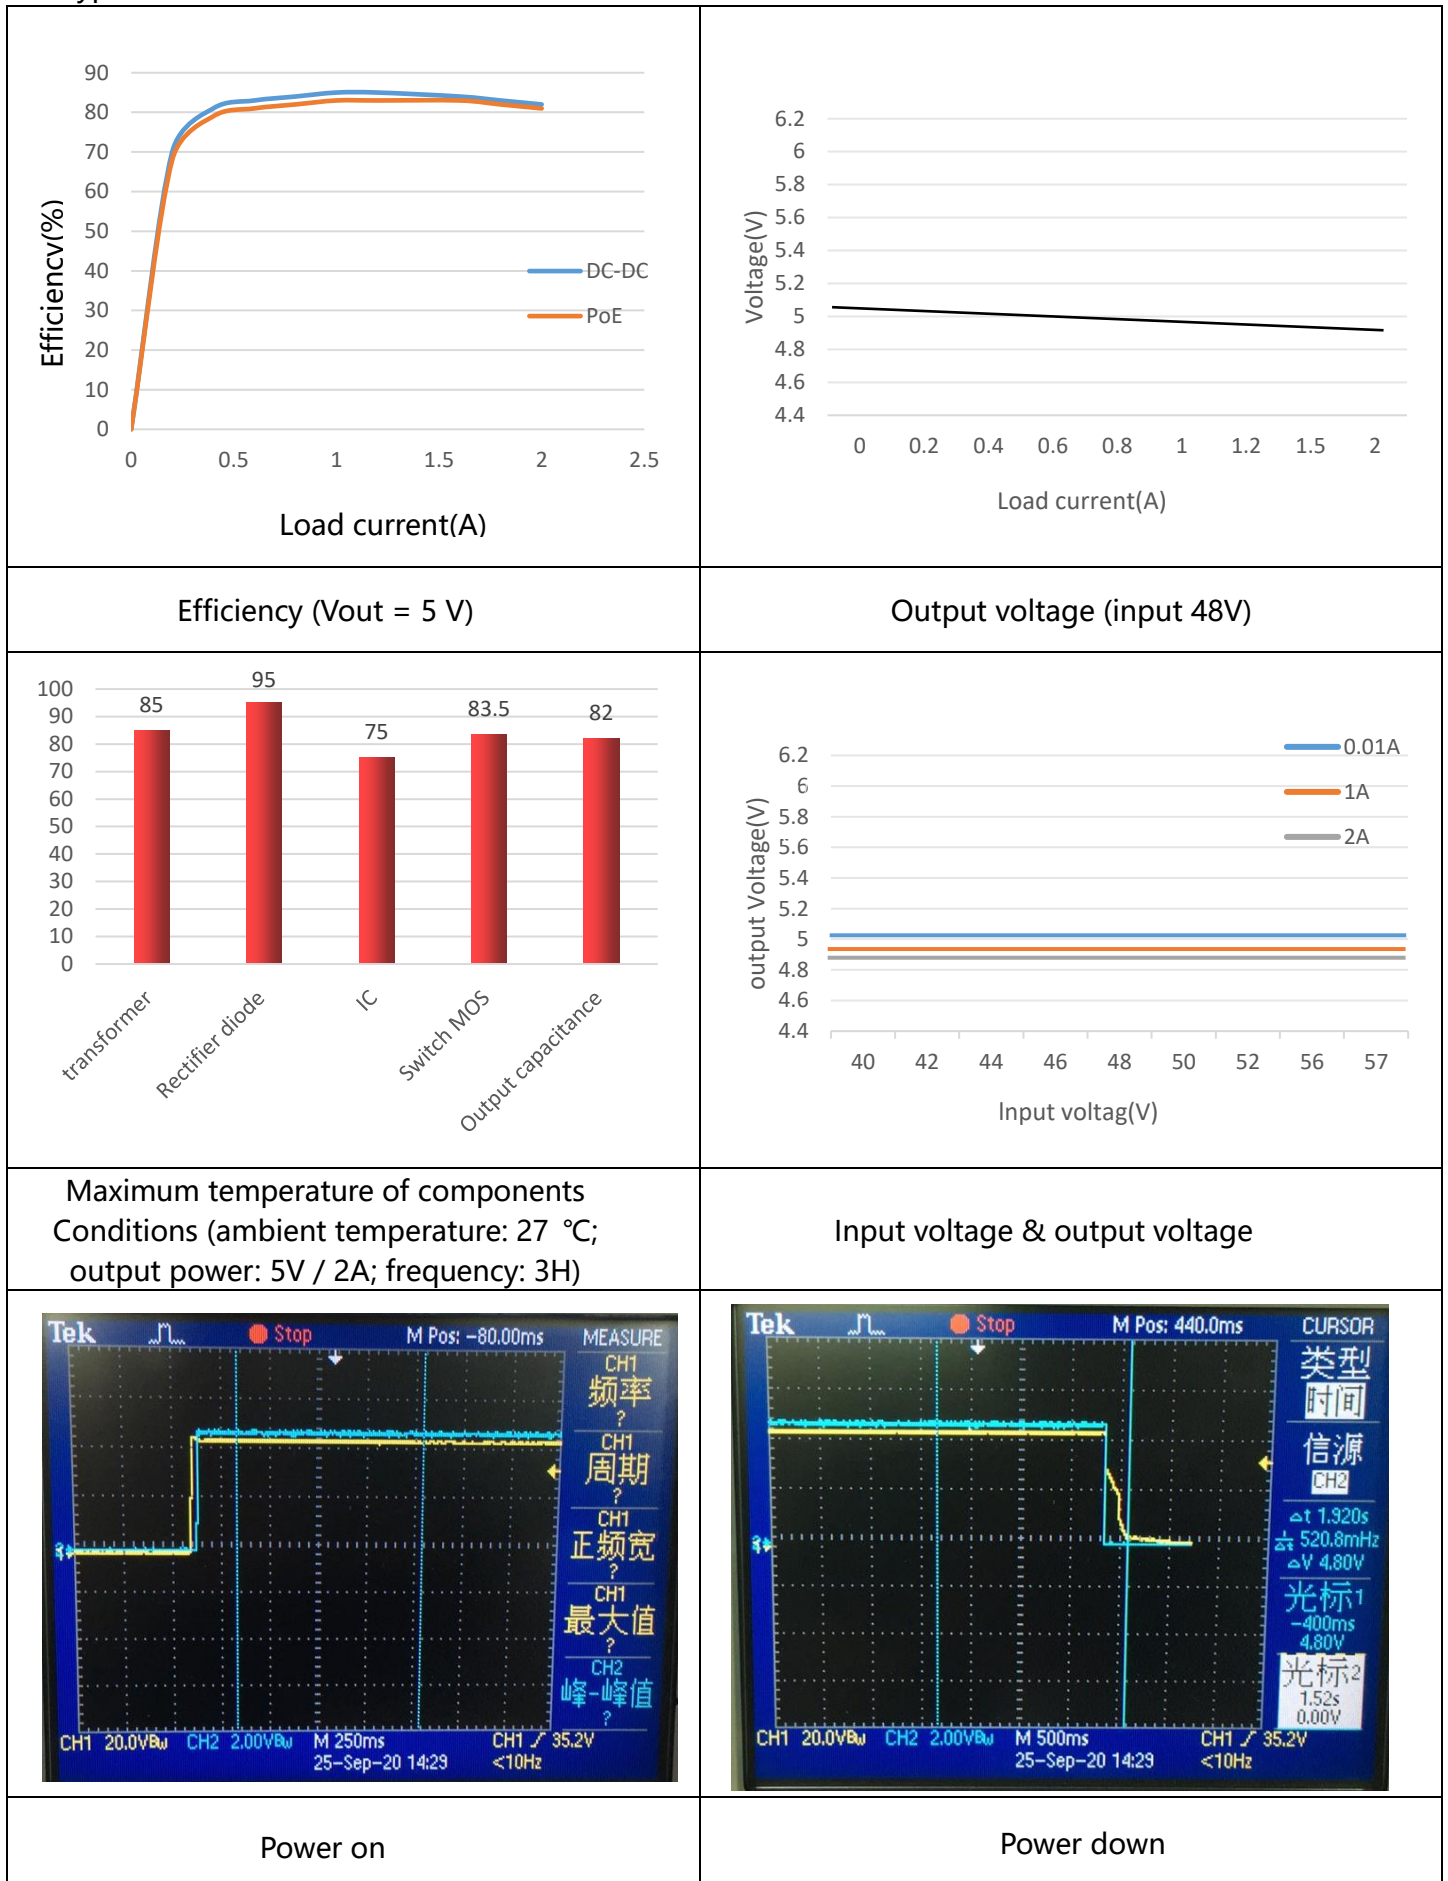 90
80
70
60
50
40
30
20
10
0
Efficiency(%)
DC-DC
PoE
0 0.5 1 1.5 2 2.5
Load current(A)
6.2
6
5.8
5.6
5.4
5.2
5
4.8
4.6
4.4
Voltage(V)
0 0.2 0.4 0.6 0.8 1 1.2 1.5 2
Load current(A)
Efficiency (Vout = 5 V)
Output voltage (input 48V)
100
90
80
70
60
50
40
30
20
10
0
85 95 75 83.5 82
transformer
Rectifier diode
IC
Switch MOS
Output capacitance
6.2
6
5.8
5.6
5.4
5.2
5
4.8
4.6
4.4
output Voltage(V)
0.01A
1A
2A
40 42 44 46 48 50 52 56 57
Input voltag(V)
Maximum temperature of components
Conditions (ambient temperature: 27 ℃;
output power: 5V / 2A; frequency: 3H)
Input voltage & output voltage
Tek Stop M Pos: -80.00ms MEASURE
CH1
频率
?
CH1
周期
?
CH1
正频宽
?
CH1
最大值
?
CH2
峰-峰值
?
CH1 20.0VBw CH2 2.00VBw M 250ms CH1 35.2V
25-Sep-20 14:29 <10Hz
Tek Stop M Pos: 440.0ms CURSOR
类型
时间
信源
CH2
△t 1.920s
520.8mHz
△V 4.80V
光标1
-400ms
4.80V
光标2
1.52s
0.00V
CH1 20.0VBw CH2 2.00VBw M 500ms CH1 35.2V
25-Sep-20 14:29 <10Hz
Power on
Power down